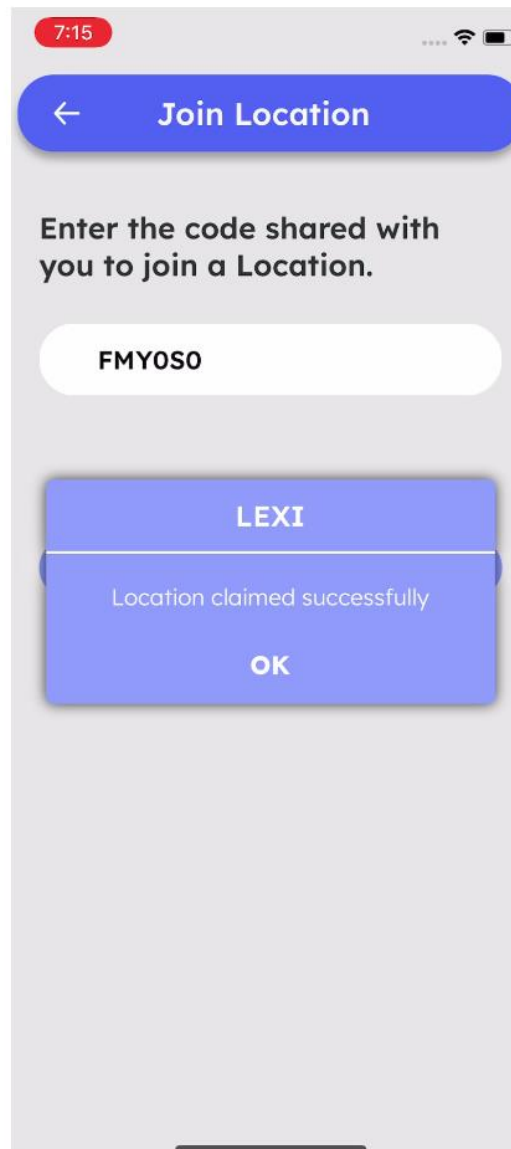 7:15
Join Location
Enter the code shared with
you to join a Location.
FMY0S0
LEXI
Location claimed successfully
OK